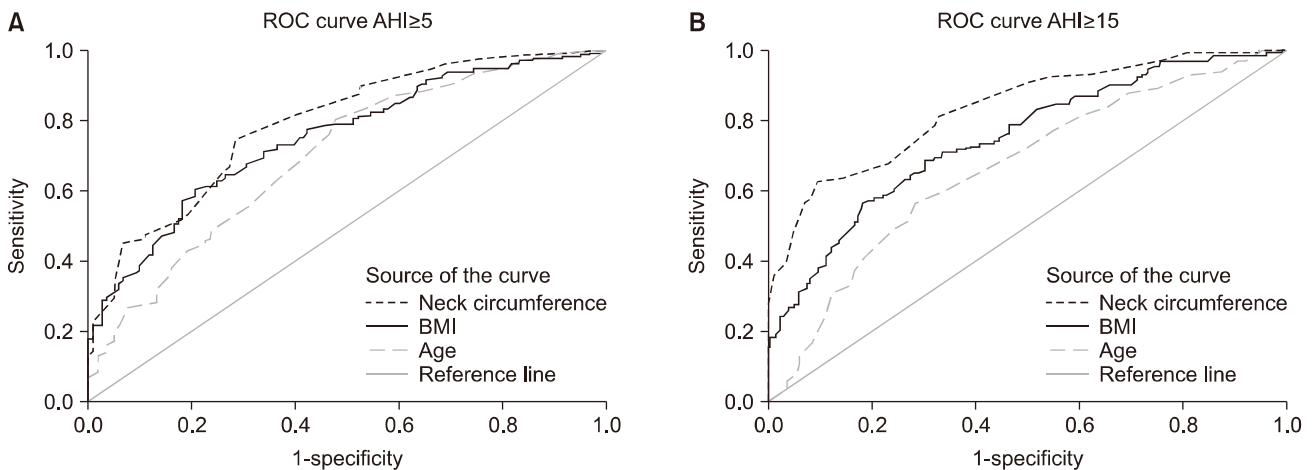 A
ROC curve AHI≥5
1.0
0.8
0.6
0.4
0.2
0.0
Sensitivity
Source of the curve
Neck circumference
BMI
Age
Reference line
0.0 0.2 0.4 0.6 0.8 1.0
1-specificity
B
ROC curve AHI≥15
1.0
0.8
0.6
0.4
0.2
0.0
Sensitivity
Source of the curve
Neck circumference
BMI
Age
Reference line
0.0 0.2 0.4 0.6 0.8 1.0
1-specificity